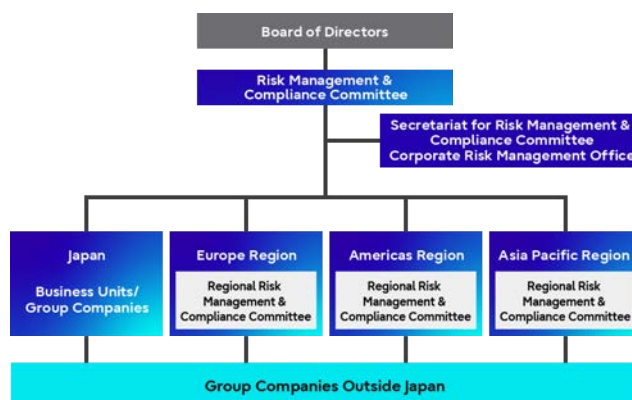 Board of Directors
Risk Management &
Compliance Committee
Secretariat for Risk Management &
Compliance Committee
Corporate Risk Management Office
Japan
Business Units/
Group Companies
Europe Region
Regional Risk
Management &
Compliance Committee
Americas Region
Regional Risk
Management &
Compliance Committee
Asia Pacific Region
Regional Risk
Management &
Compliance Committee
Group Companies Outside Japan